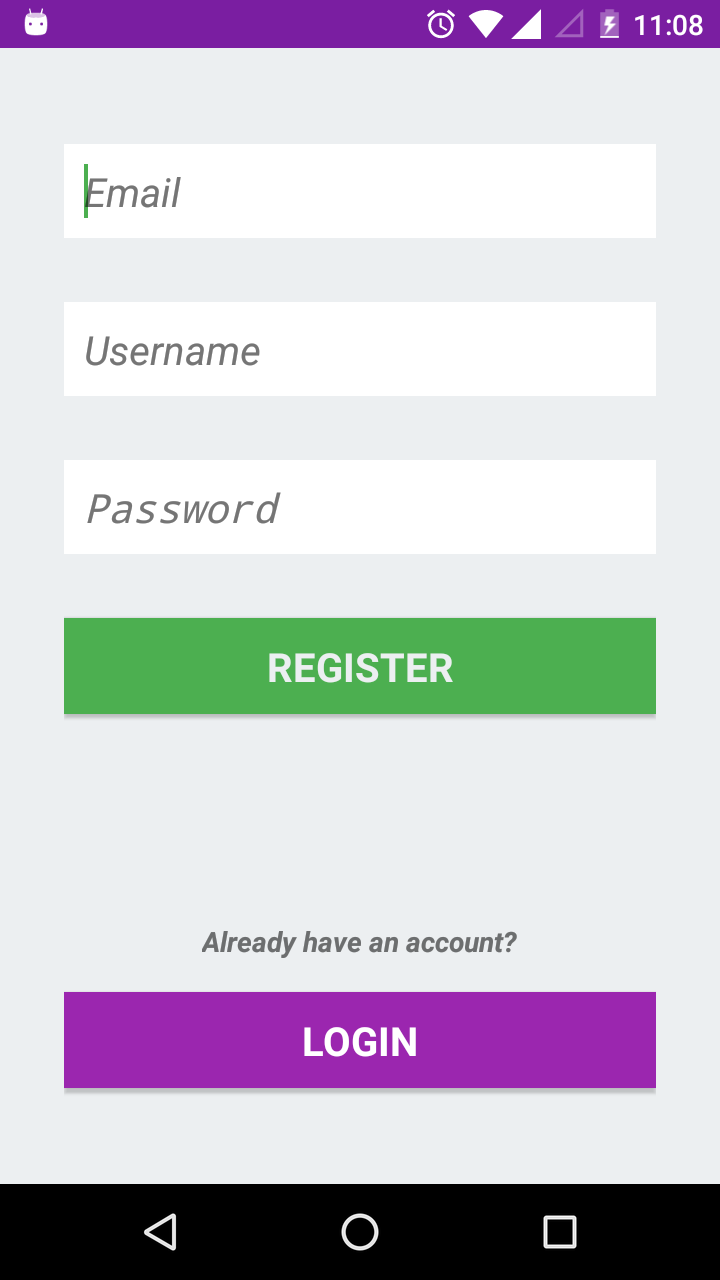 11:08
Email
Username
Password
REGISTER
Already have an account?
LOGIN